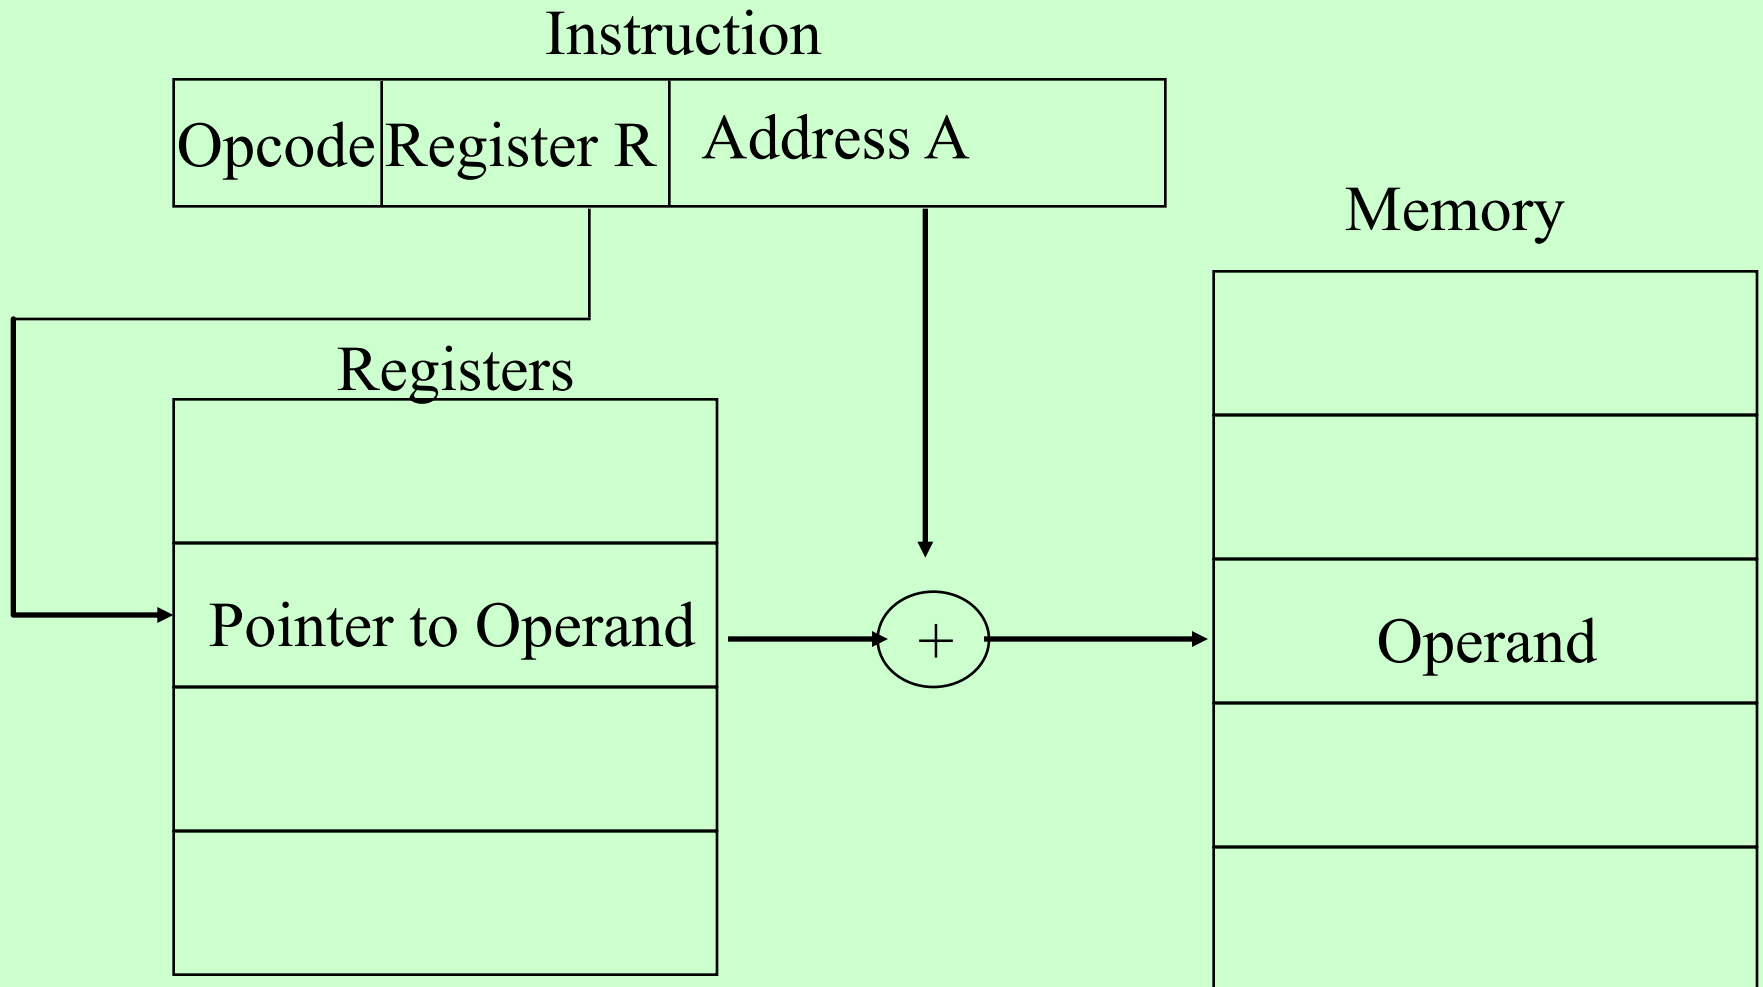 Instruction
Opcode Register R Address A
Memory
Registers
Pointer to Operand + Operand